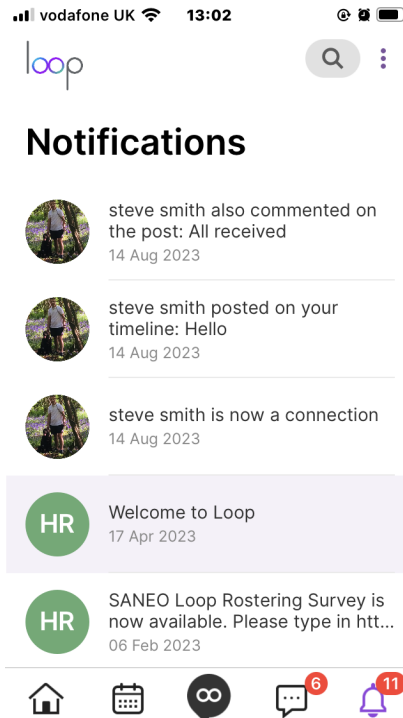 vodafone UK
13:02
loop
Notifications
steve smith also commented on
the post: All received
14 Aug 2023
steve smith posted on your
timeline: Hello
14 Aug 2023
steve smith is now a connection
14 Aug 2023
HR
Welcome to Loop
17 Apr 2023
HR
SANEO Loop Rostering Survey is
now available. Please type in htt...
06 Feb 2023
6
11